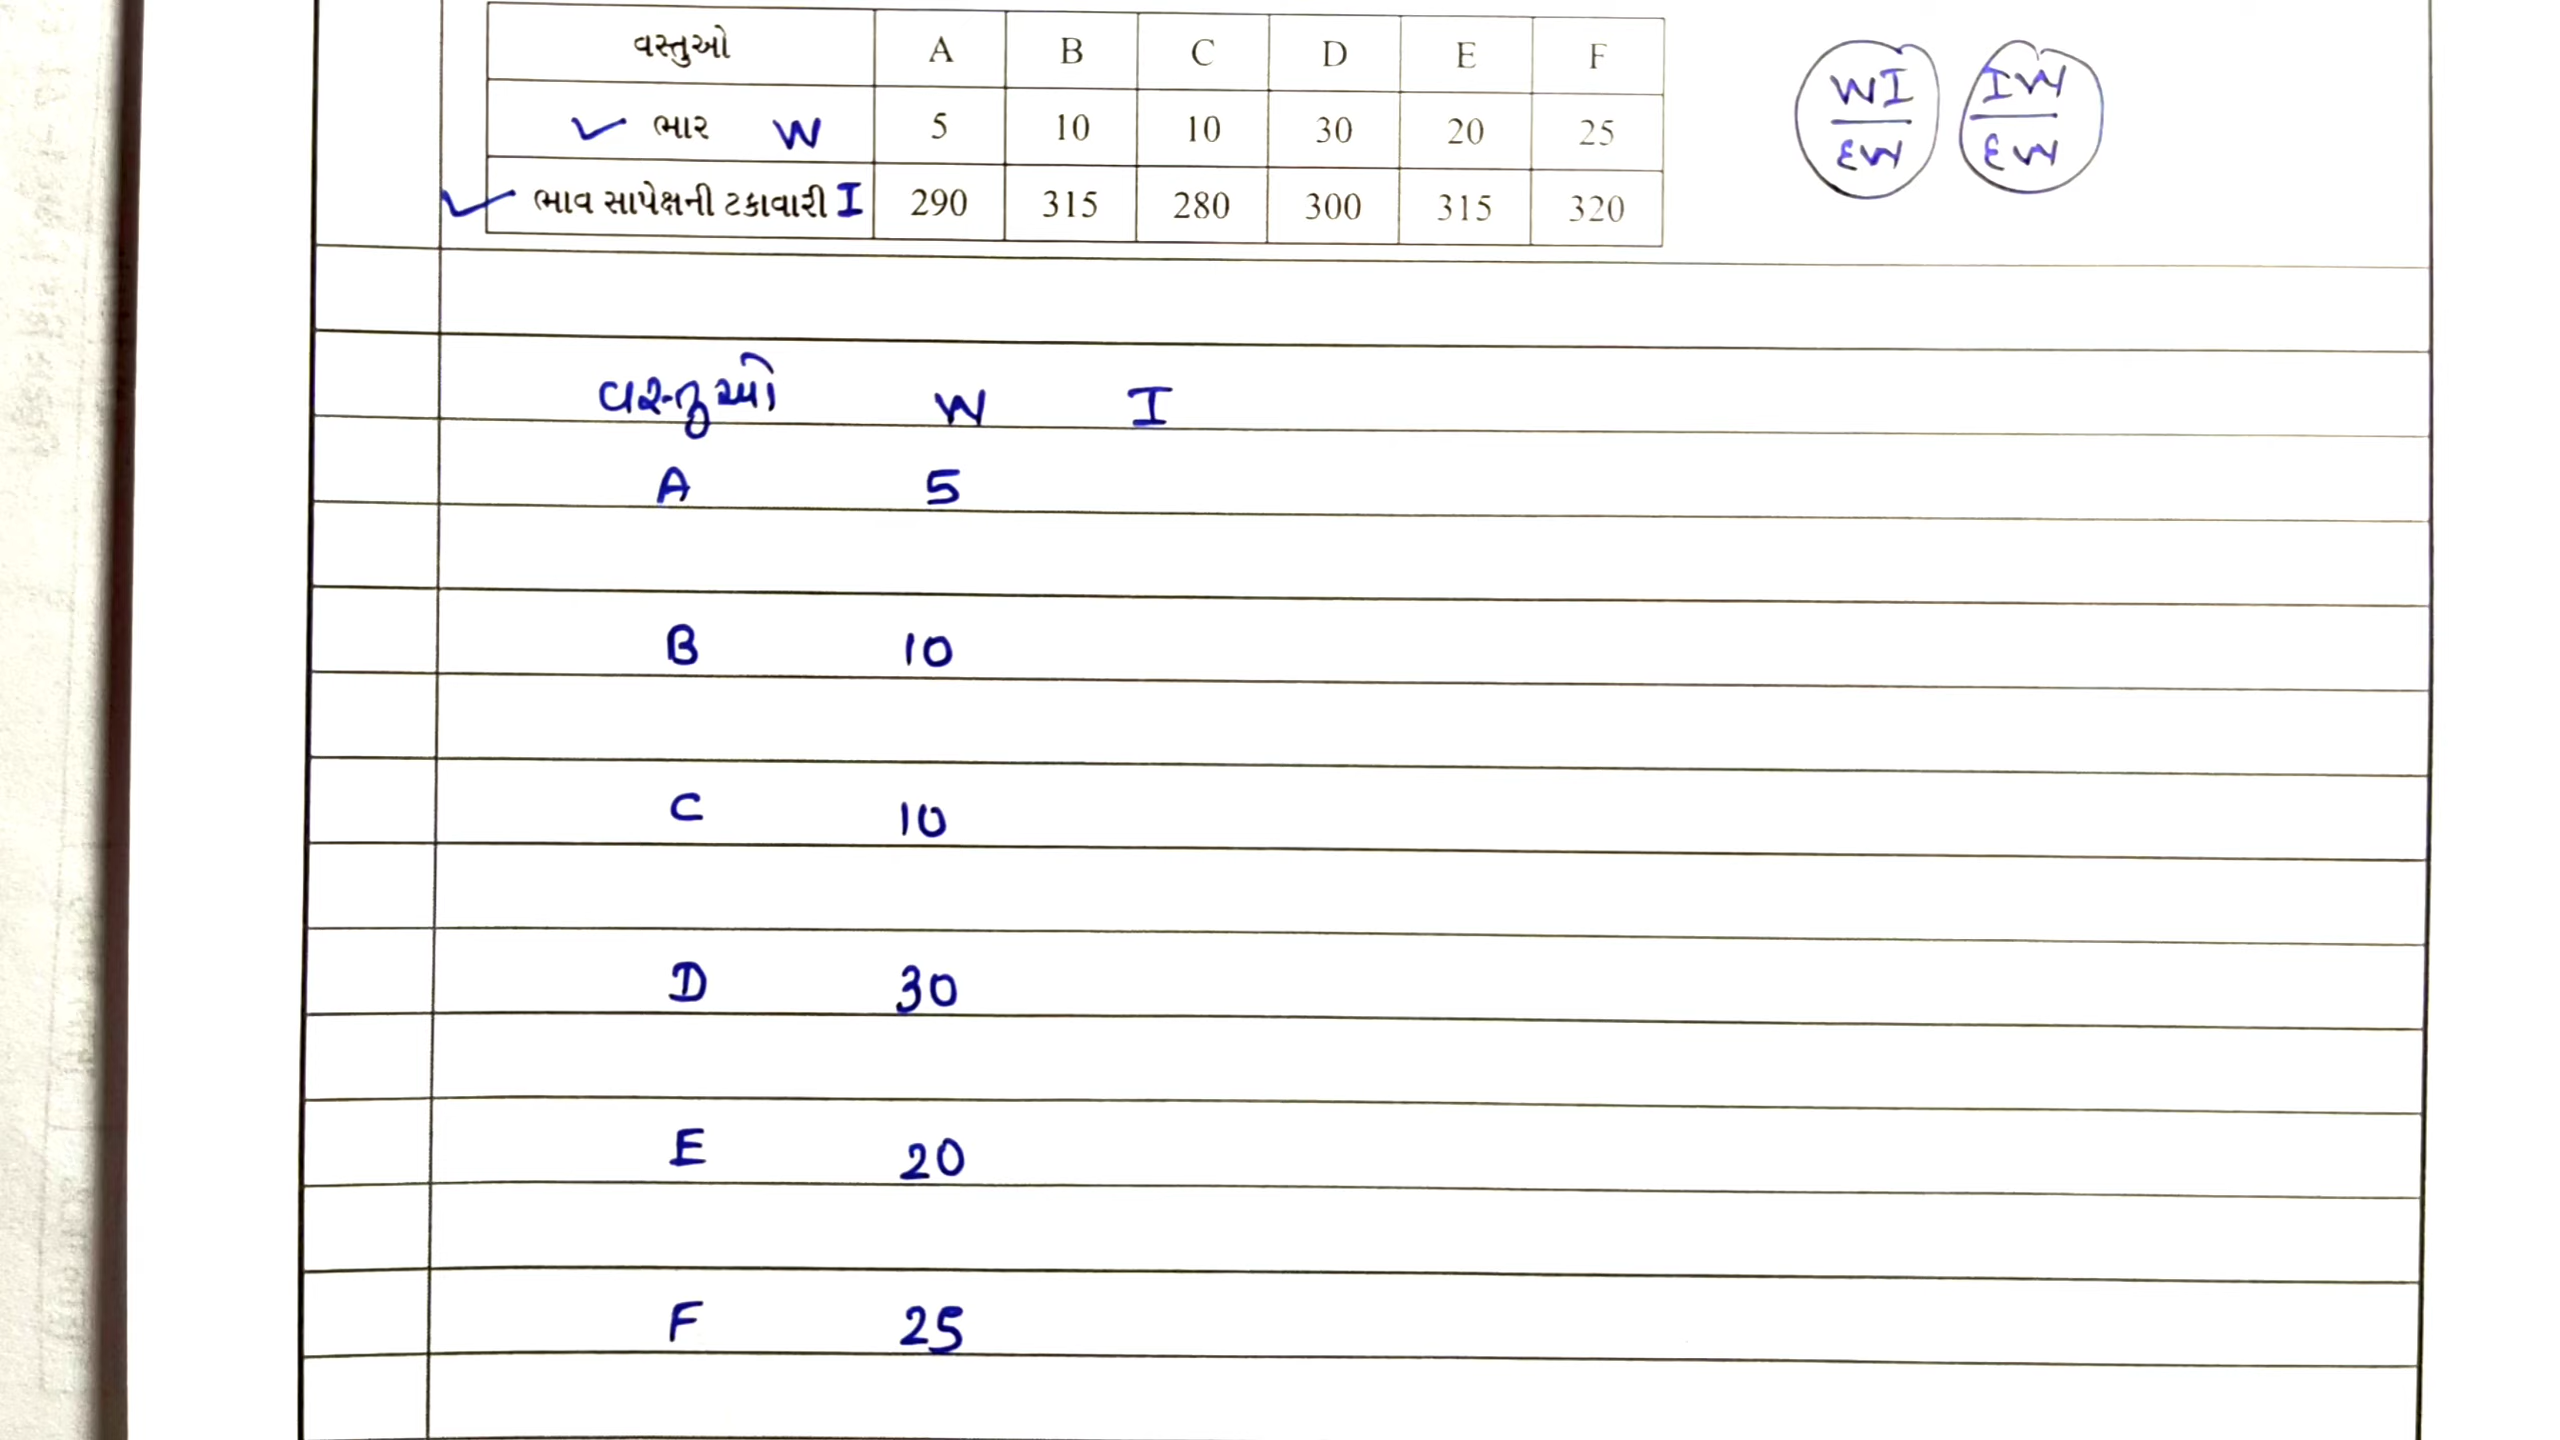 વસ્તુઓ A B C D E F
ભાર W 5 10 10 30 20 25
ભાવ સાપેક્ષની ટકાવારી I 290 315 280 300 315 320
WI IW
ΣW ΣW
વસ્તુઓ W I
A 5
B 10
C 10
D 30
E 20
F 25